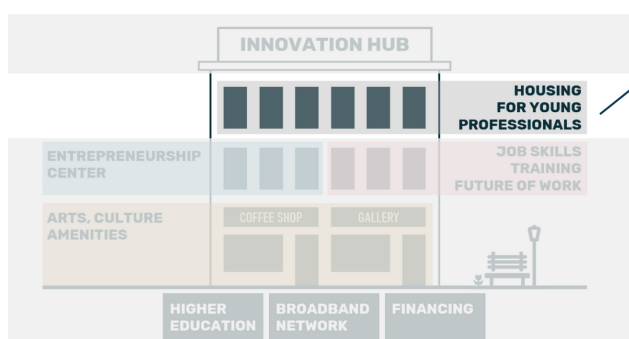 INNOVATION HUB
HOUSING
FOR YOUNG
PROFESSIONALS
ENTREPRENEURSHIP
CENTER
JOB SKILLS
TRAINING
FUTURE OF WORK
ARTS, CULTURE
AMENITIES
COFFEE SHOP
GALLERY
HIGHER
EDUCATION
BROADBAND
NETWORK
FINANCING